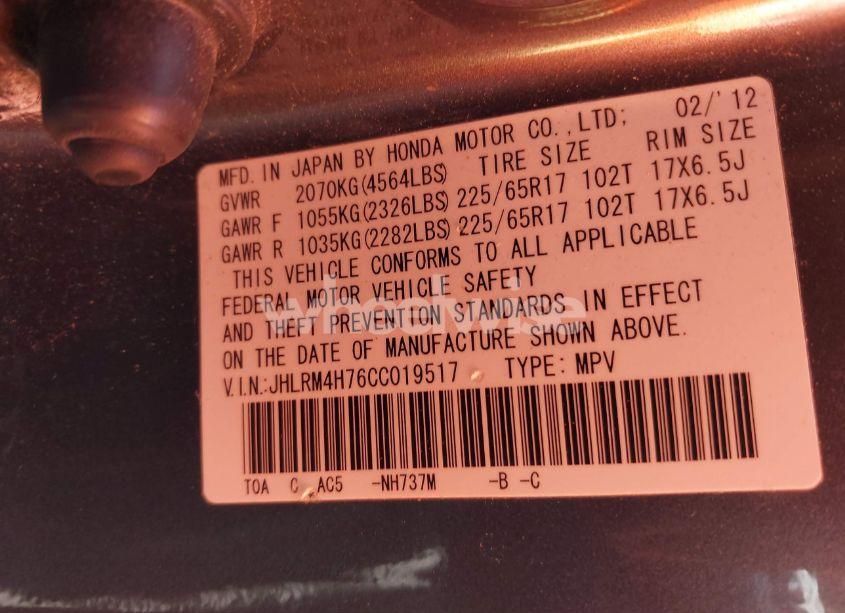 MFD. IN JAPAN BY HONDA MOTOR CO.,LTD; 02/'12
GVWR 2070KG(4564LBS) TIRE SIZE RIM SIZE
GAWR F 1055KG(2326LBS) 225/65R17 102T 17X6.5J
GAWR R 1035KG(2282LBS) 225/65R17 102T 17X6.5J
THIS VEHICLE CONFORMS TO ALL APPLICABLE
FEDERAL MOTOR VEHICLE SAFETY
AND THEFT PREVENTION STANDARDS IN EFFECT
ON THE DATE OF MANUFACTURE SHOWN ABOVE.
V.I.N.:JHLRM4H76CC019517 TYPE: MPV
TOA C AC5 -NH737M -B -C
wheelwise